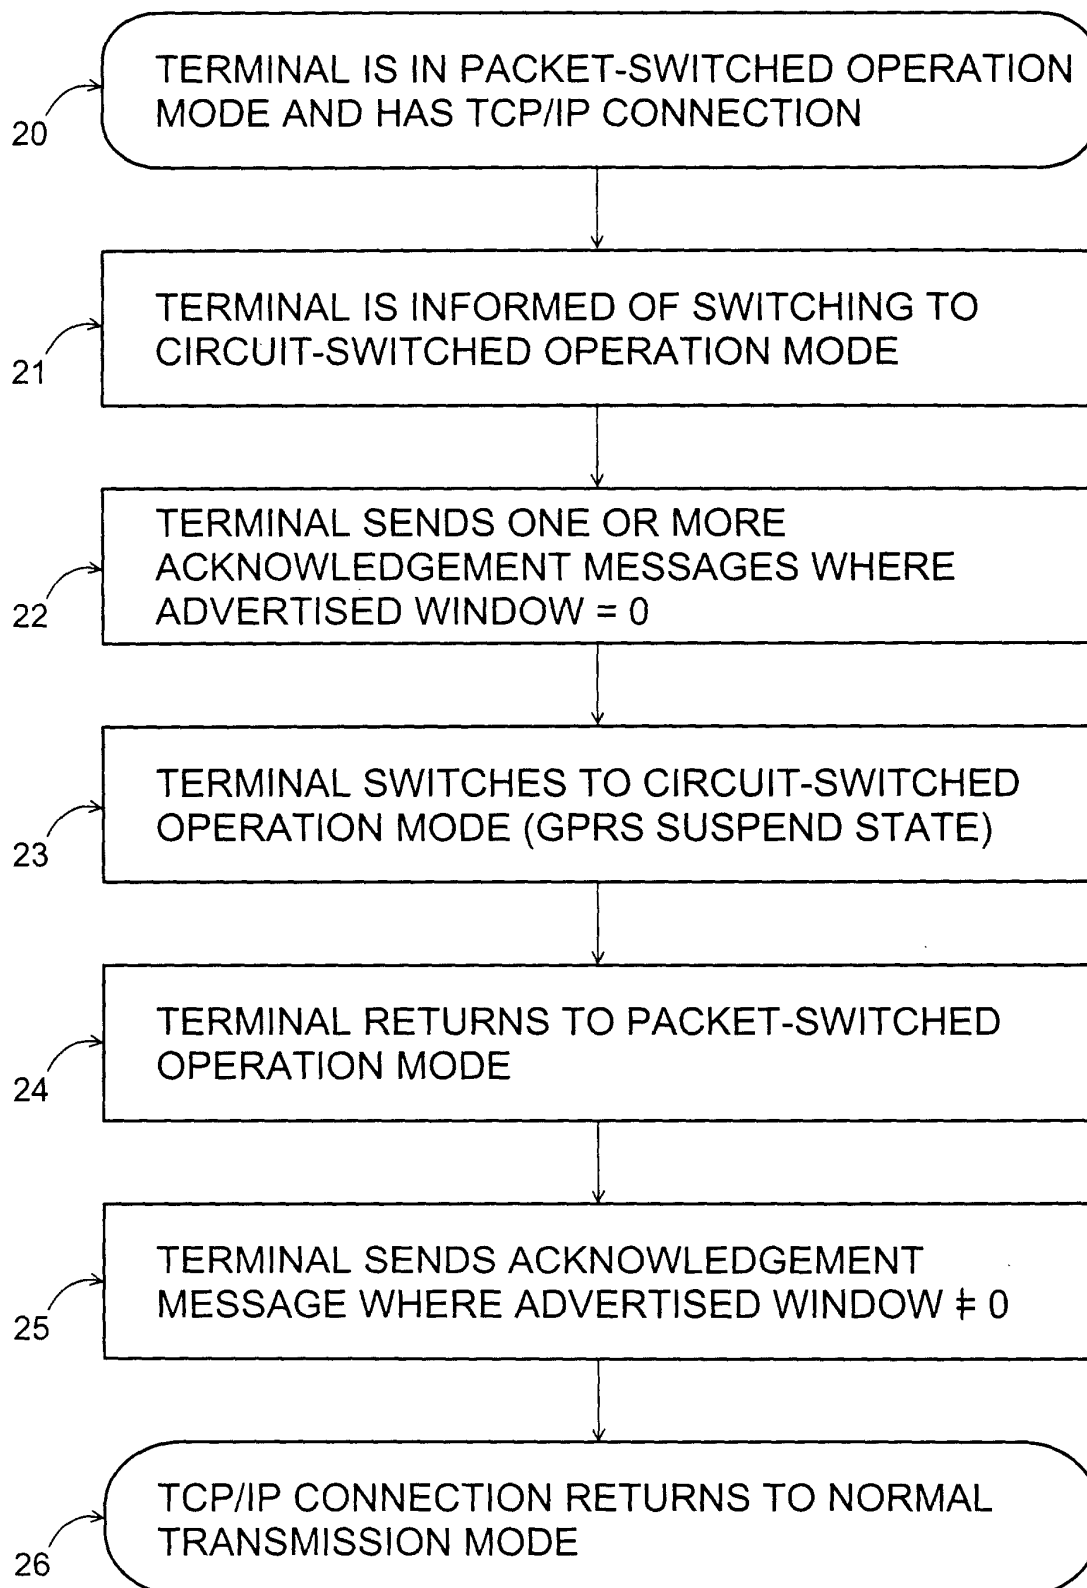 TERMINAL IS IN PACKET-SWITCHED OPERATION
MODE AND HAS TCP/IP CONNECTION
20
TERMINAL IS INFORMED OF SWITCHING TO
CIRCUIT-SWITCHED OPERATION MODE
21
TERMINAL SENDS ONE OR MORE
ACKNOWLEDGEMENT MESSAGES WHERE
ADVERTISED WINDOW = 0
22
TERMINAL SWITCHES TO CIRCUIT-SWITCHED
OPERATION MODE (GPRS SUSPEND STATE)
23
TERMINAL RETURNS TO PACKET-SWITCHED
OPERATION MODE
24
TERMINAL SENDS ACKNOWLEDGEMENT
MESSAGE WHERE ADVERTISED WINDOW ≠ 0
25
TCP/IP CONNECTION RETURNS TO NORMAL
TRANSMISSION MODE
26